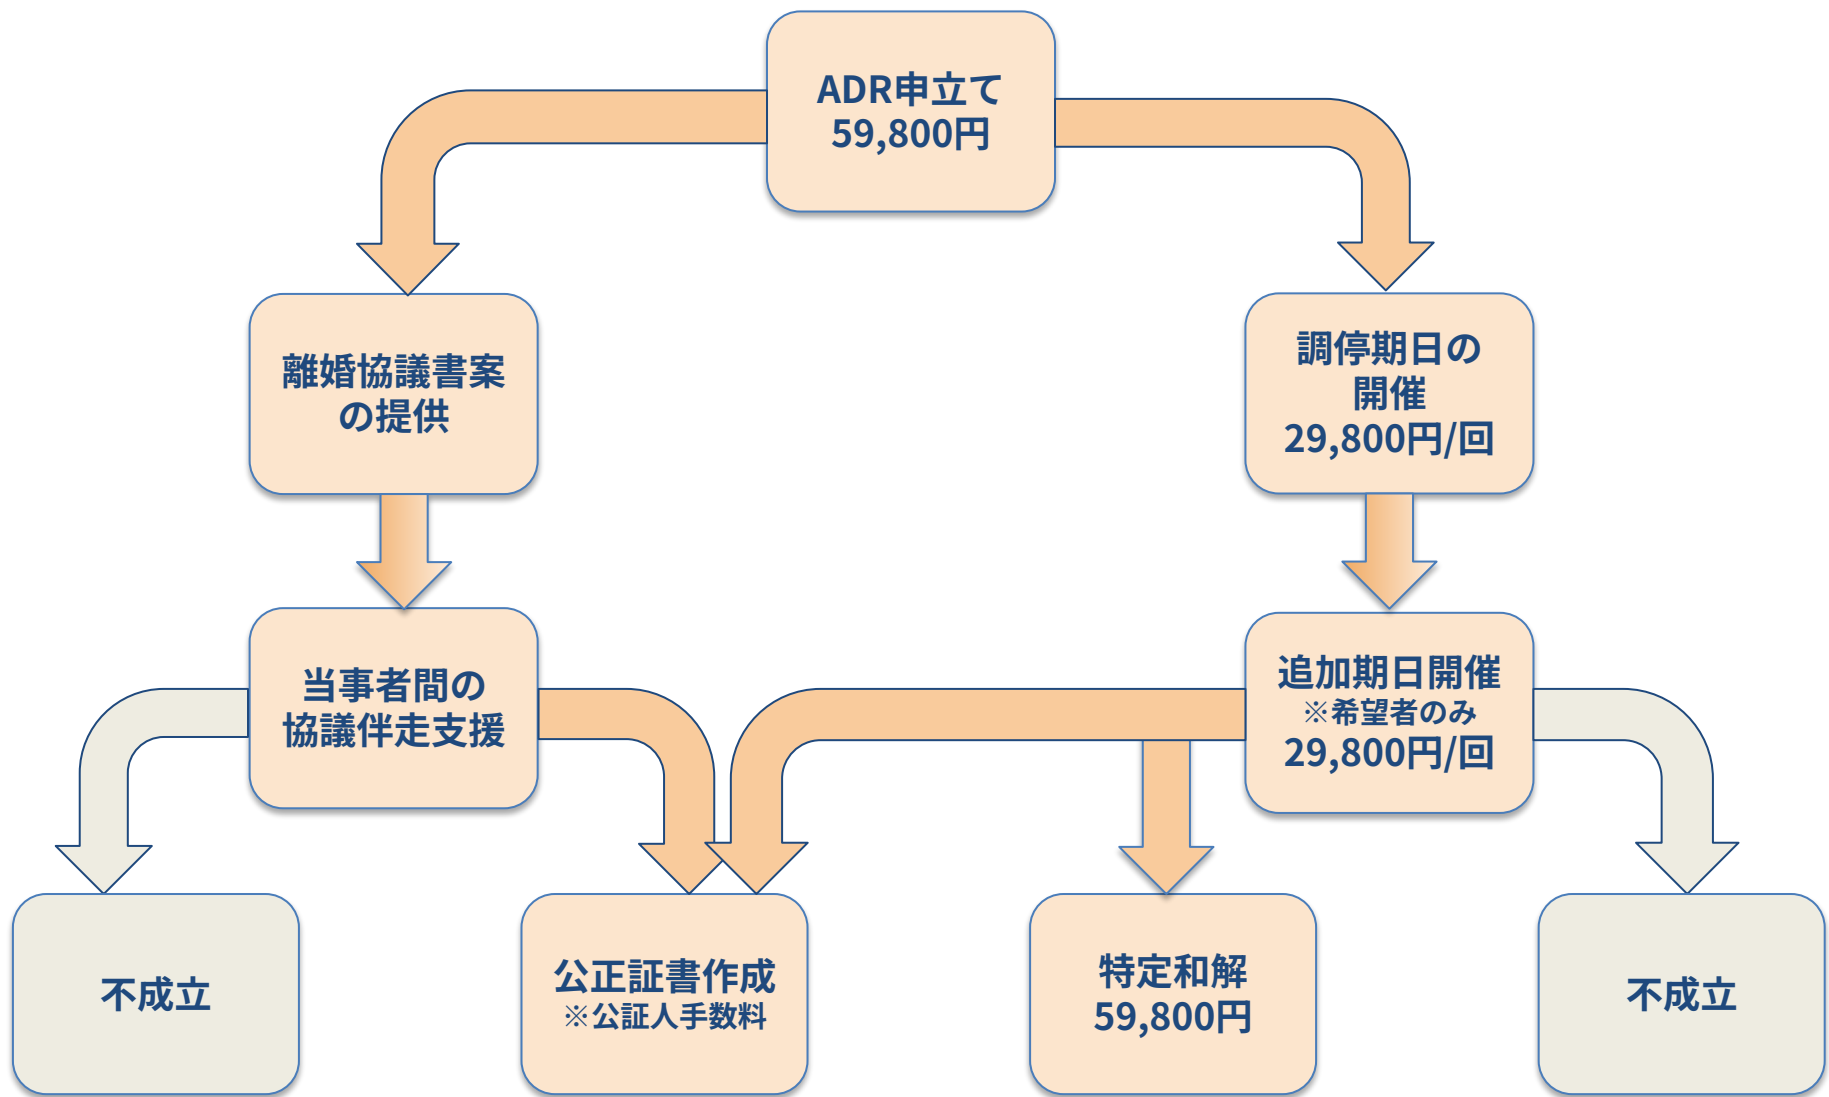 ADR申立て
59,800円
離婚協議書案
の提供
調停期日の
開催
29,800円/回
当事者間の
協議伴走支援
追加期日開催
※希望者のみ
29,800円/回
不成立
公正証書作成
※公証人手数料
特定和解
59,800円
不成立